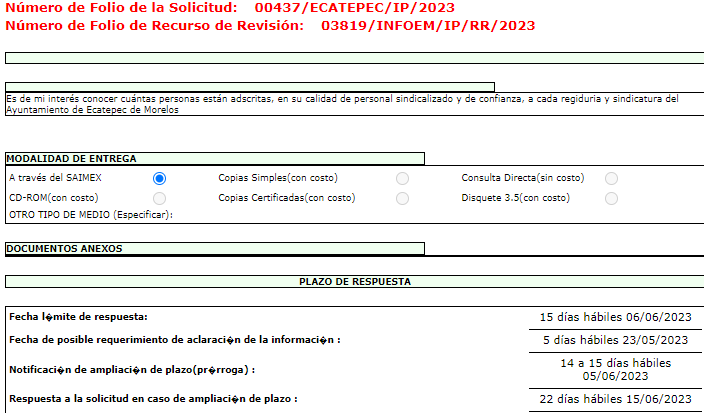 Número de Folio de la Solicitud: 00437/ECATEPEC/IP/2023
Número de Folio de Recurso de Revisión: 03819/INFOEM/IP/RR/2023
Es de mi interés conocer cuántas personas están adscritas, en su calidad de personal sindicalizado y de confianza, a cada regiduria y sindicatura del
Ayuntamiento de Ecatepec de Morelos
MODALIDAD DE ENTREGA
A través del SAIMEX Copias Simples(con costo) Consulta Directa(sin costo)
CD-ROM(con costo) Copias Certificadas(con costo) Disquete 3.5(con costo)
OTRO TIPO DE MEDIO (Especificar):
DOCUMENTOS ANEXOS
PLAZO DE RESPUESTA
Fecha l�mite de respuesta: 15 días hábiles 06/06/2023
Fecha de posible requerimiento de aclaraci�n de la informaci�n : 5 días hábiles 23/05/2023
Notificaci�n de ampliaci�n de plazo(pr�rroga) : 14 a 15 días hábiles
05/06/2023
Respuesta a la solicitud en caso de ampliaci�n de plazo : 22 días hábiles 15/06/2023